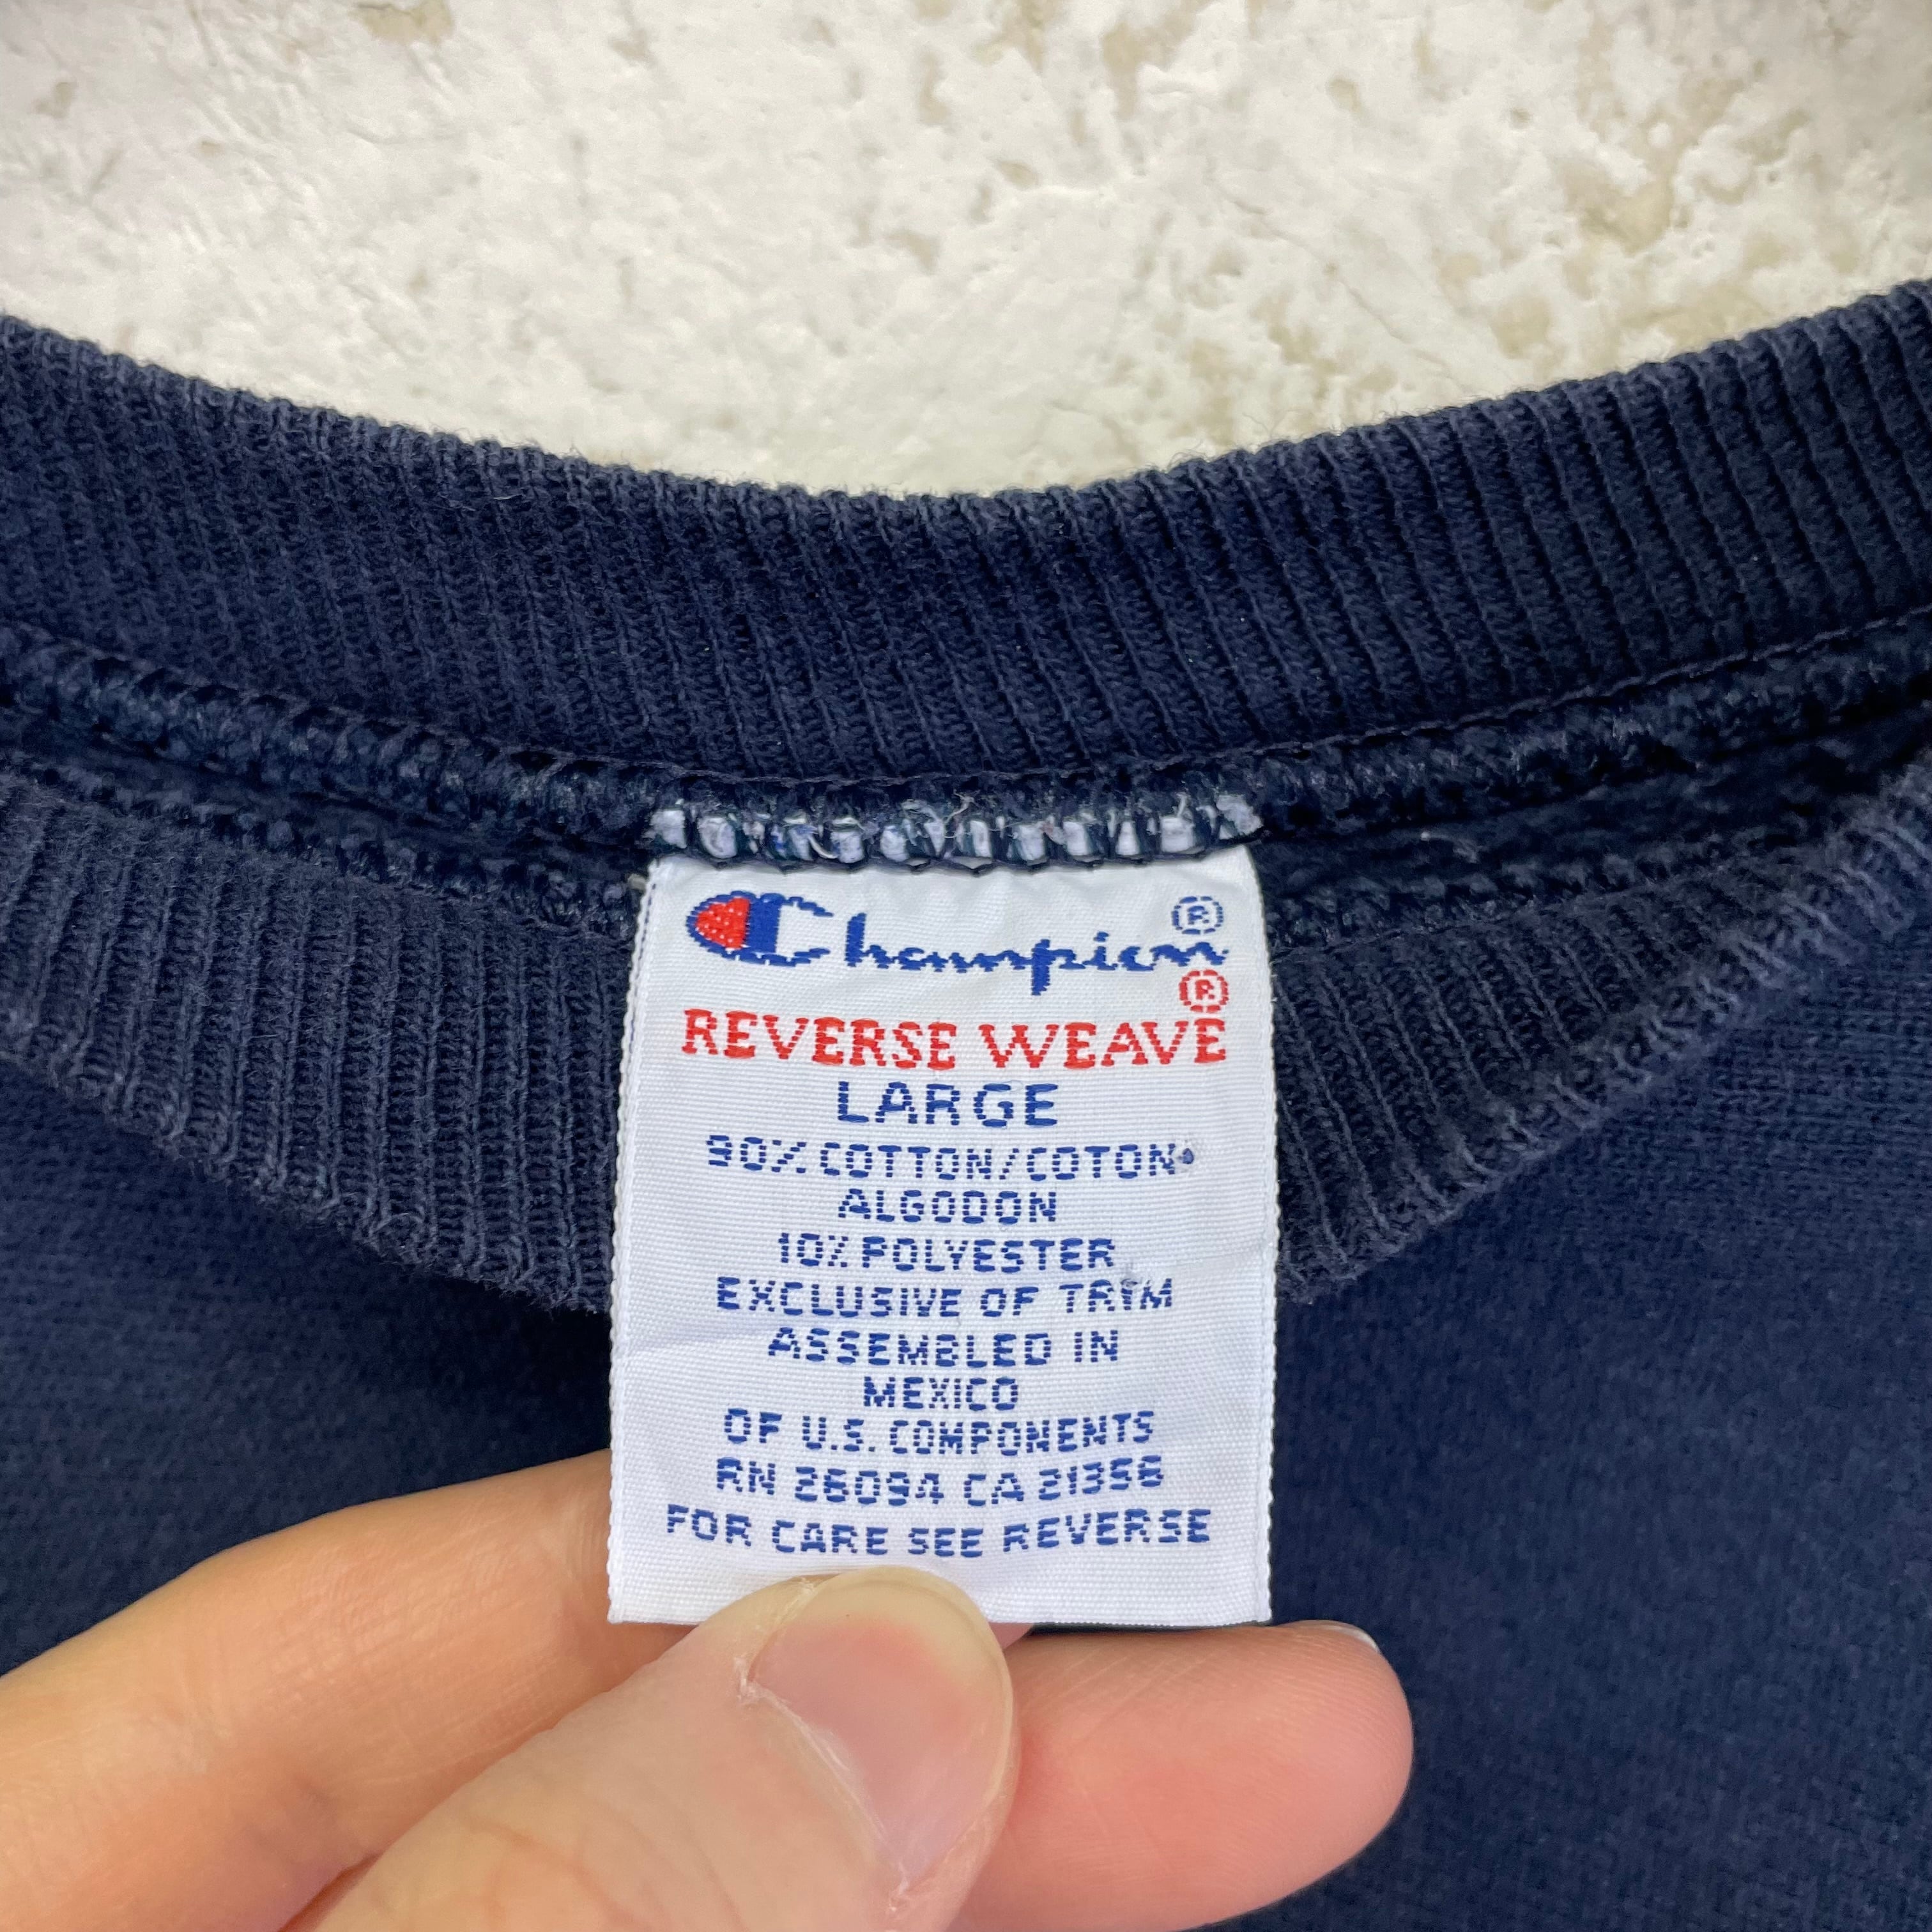 Champion®
®
REVERSE WEAVE
LARGE
90% COTTON/COTON•
ALGODON
10% POLYESTER
EXCLUSIVE OF TRIM
ASSEMBLED IN
MEXICO
OF U.S. COMPONENTS
RN 26094 CA 21356
FOR CARE SEE REVERSE